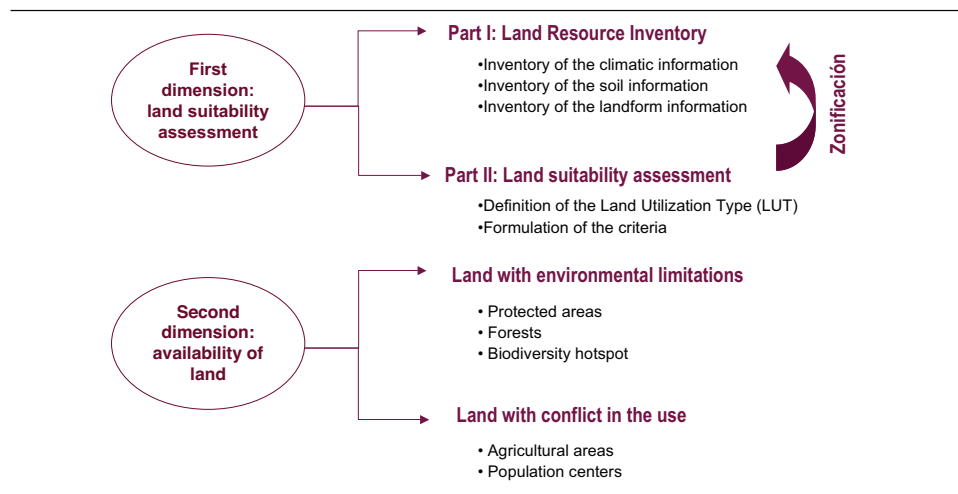 First
dimension:
land suitability
assessment
Part I: Land Resource Inventory
•Inventory of the climatic information
•Inventory of the soil information
•Inventory of the landform information
Zonificación
Part II: Land suitability assessment
•Definition of the Land Utilization Type (LUT)
•Formulation of the criteria
Second
dimension:
availability of
land
Land with environmental limitations
• Protected areas
• Forests
• Biodiversity hotspot
Land with conflict in the use
• Agricultural areas
• Population centers